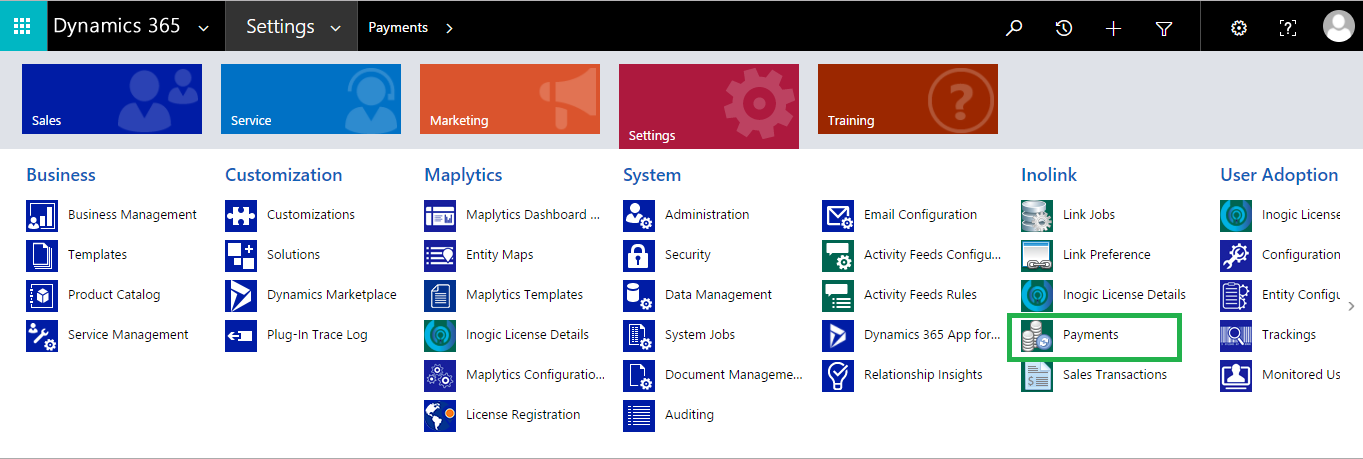 Dynamics 365
Settings
Payments
Sales
Service
Marketing
Settings
Training
Business
Business Management
Templates
Product Catalog
Service Management
Customization
Customizations
Solutions
Dynamics Marketplace
Plug-In Trace Log
Maplytics
Maplytics Dashboard ...
Entity Maps
Maplytics Templates
Inogic License Details
Maplytics Configuratio...
License Registration
System
Administration
Security
Data Management
System Jobs
Document Manageme...
Auditing
Email Configuration
Activity Feeds Configu...
Activity Feeds Rules
Dynamics 365 App for...
Relationship Insights
Inolink
Link Jobs
Link Preference
Inogic License Details
Payments
Sales Transactions
User Adoption
Inogic License
Configuration
Entity Configu
Trackings
Monitored Us